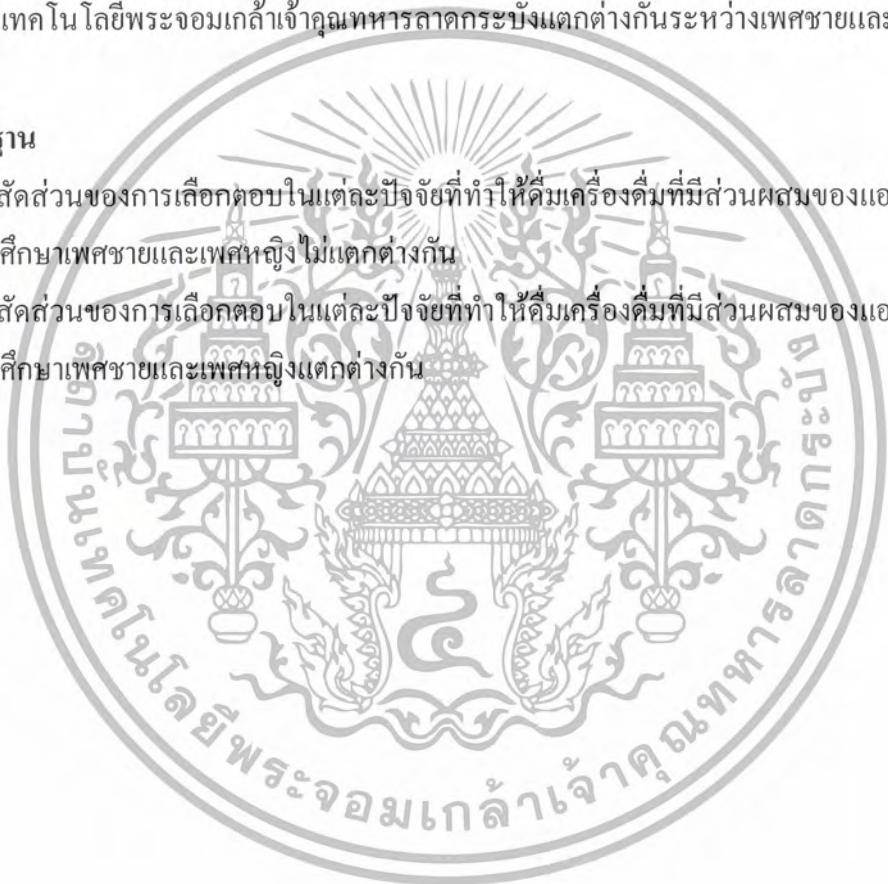 เทคโนโลยีพระจอมเกล้าเจ้าคุณทหารลาดกระบังแตกต่างกันระหว่างเพศชายและ
ฐาน
สัดส่วนของการเลือกตอบในแต่ละปัจจัยที่ทำให้ดื่มเครื่องดื่มที่มีส่วนผสมของแอ
ศึกษาเพศชายและเพศหญิงไม่แตกต่างกัน
สัดส่วนของการเลือกตอบในแต่ละปัจจัยที่ทำให้ดื่มเครื่องดื่มที่มีส่วนผสมของแอ
ศึกษาเพศชายและเพศหญิงแตกต่างกัน
สถาบันเทคโนโลยีพระจอมเกล้าเจ้าคุณทหารลาดกระบัง